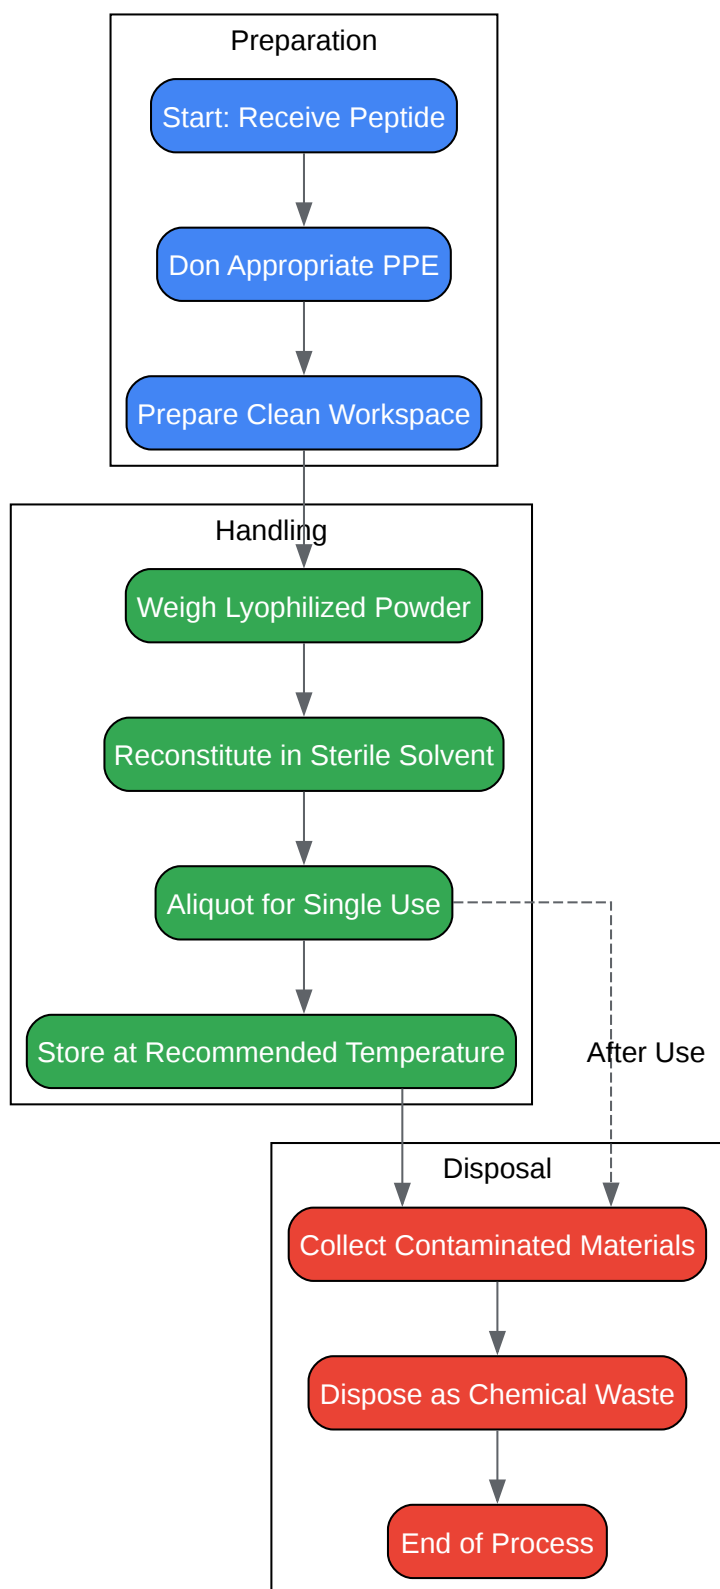 Preparation
Start: Receive Peptide
Don Appropriate PPE
Prepare Clean Workspace
Handling
Weigh Lyophilized Powder
Reconstitute in Sterile Solvent
Aliquot for Single Use
Store at Recommended Temperature
After Use
Disposal
Collect Contaminated Materials
Dispose as Chemical Waste
End of Process